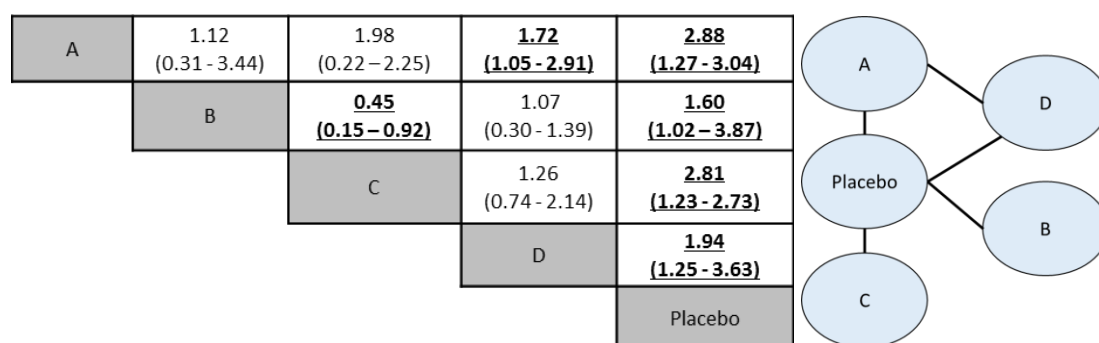 A
1.12
(0.31 - 3.44)
1.98
(0.22 – 2.25)
1.72
(1.05 - 2.91)
2.88
(1.27 - 3.04)
B
0.45
(0.15 – 0.92)
1.07
(0.30 - 1.39)
1.60
(1.02 – 3.87)
C
1.26
(0.74 - 2.14)
2.81
(1.23 - 2.73)
D
1.94
(1.25 - 3.63)
Placebo
A
D
Placebo
B
C